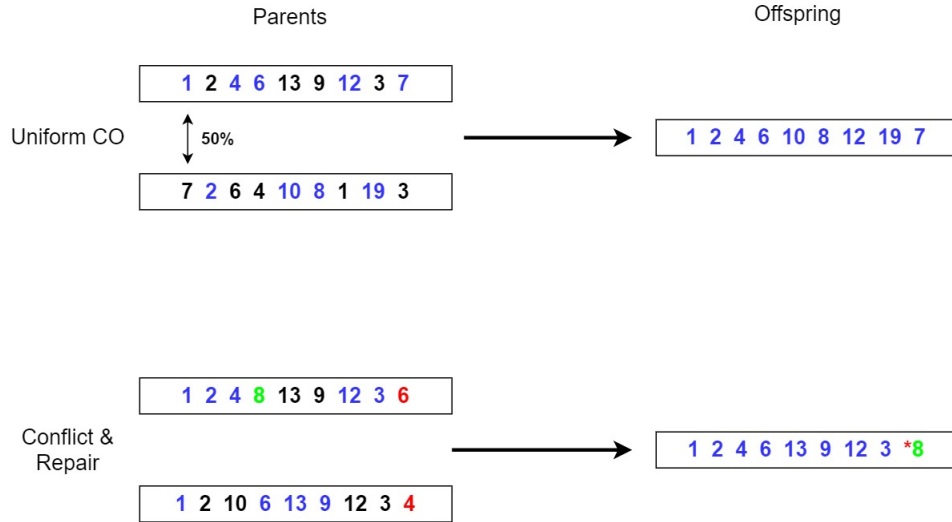 Parents
Offspring
1 2 4 6 13 9 12 3 7
Uniform CO
50%
1 2 4 6 10 8 12 19 7
7 2 6 4 10 8 1 19 3
1 2 4 8 13 9 12 3 6
Conflict &
Repair
1 2 4 6 13 9 12 3 *8
1 2 10 6 13 9 12 3 4